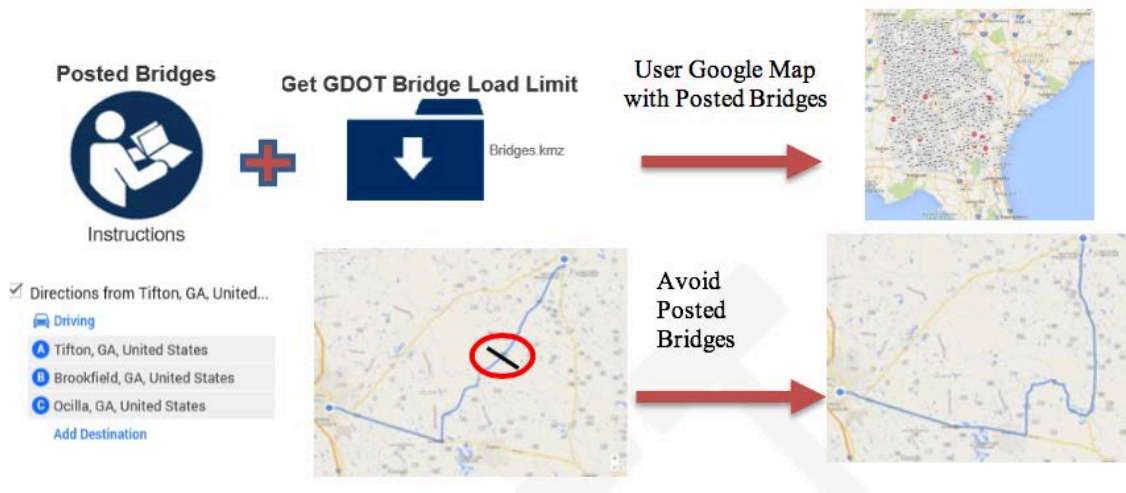 Posted Bridges
Instructions
Get GDOT Bridge Load Limit
Bridges.kmz
User Google Map
with Posted Bridges
Directions from Tifton, GA, United...
Driving
A Tifton, GA, United States
B Brookfield, GA, United States
C Ocilla, GA, United States
Add Destination
Avoid
Posted
Bridges